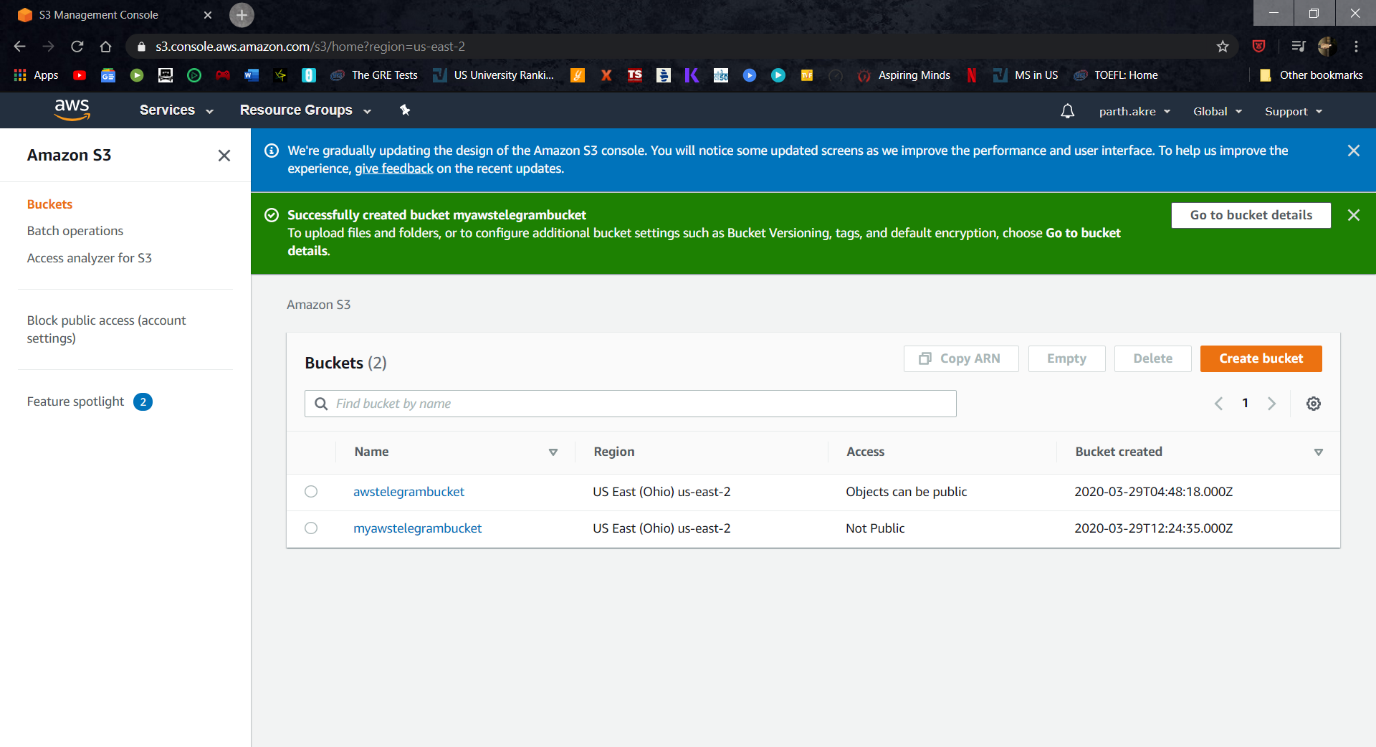 S3 Management Console
s3.console.aws.amazon.com/s3/home?region=us-east-2
Apps
The GRE Tests
US University Ranki...
TS
Aspiring Minds
N
MS in US
TOEFL: Home
Other bookmarks
aws
Services
Resource Groups
parth.akre
Global
Support
Amazon S3
Buckets
Batch operations
Access analyzer for S3
Block public access (account
settings)
Feature spotlight
2
We're gradually updating the design of the Amazon S3 console. You will notice some updated screens as we improve the performance and user interface. To help us improve the
experience, give feedback on the recent updates.
Successfully created bucket myawstelegrambucket
Go to bucket details
To upload files and folders, or to configure additional bucket settings such as Bucket Versioning, tags, and default encryption, choose Go to bucket
details.
Amazon S3
Buckets (2)
Copy ARN
Empty
Delete
Create bucket
Find bucket by name
1
Name
Region
Access
Bucket created
awstelegrambucket
US East (Ohio) us-east-2
Objects can be public
2020-03-29T04:48:18.000Z
myawstelegrambucket
US East (Ohio) us-east-2
Not Public
2020-03-29T12:24:35.000Z